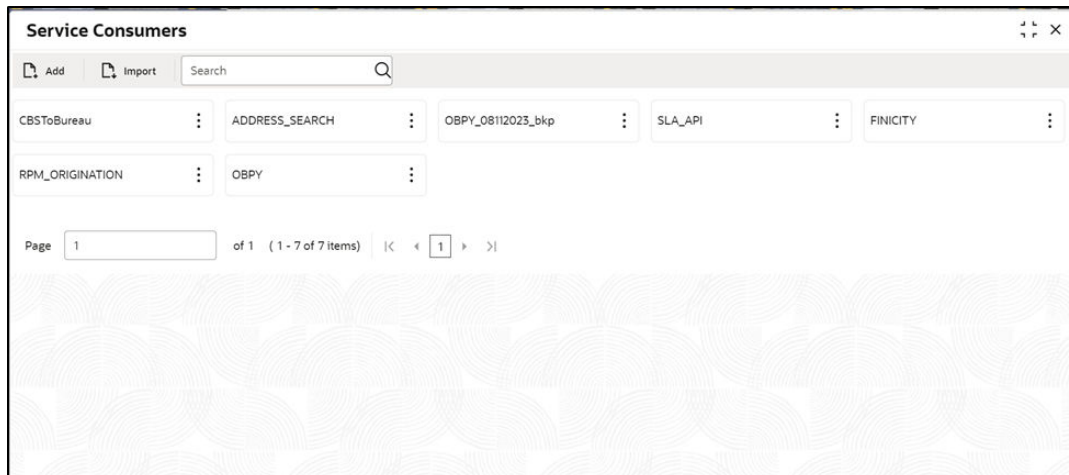 Service Consumers
Add Import Search
CBSToBureau ADDRESS_SEARCH OBPY_08112023_bkp SLA_API FINICITY
RPM_ORIGINATION OBPY
Page 1 of 1 ( 1 - 7 of 7 items) 1